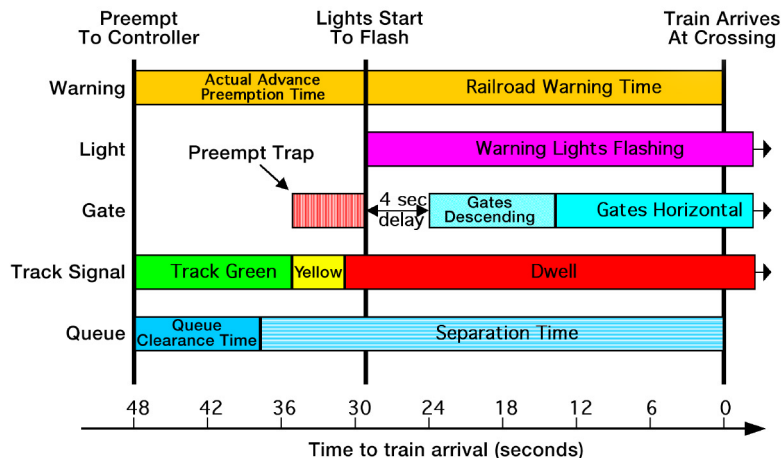 Preempt
To Controller
Lights Start
To Flash
Train Arrives
At Crossing
Warning
Actual Advance
Preemption Time
Railroad Warning Time
Light
Warning Lights Flashing
Preempt Trap
Gate
4 sec
delay
Gates
Descending
Gates Horizontal
Track Signal
Track Green
Yellow
Dwell
Queue
Queue
Clearance Time
Separation Time
48 42 36 30 24 18 12 6 0
Time to train arrival (seconds)